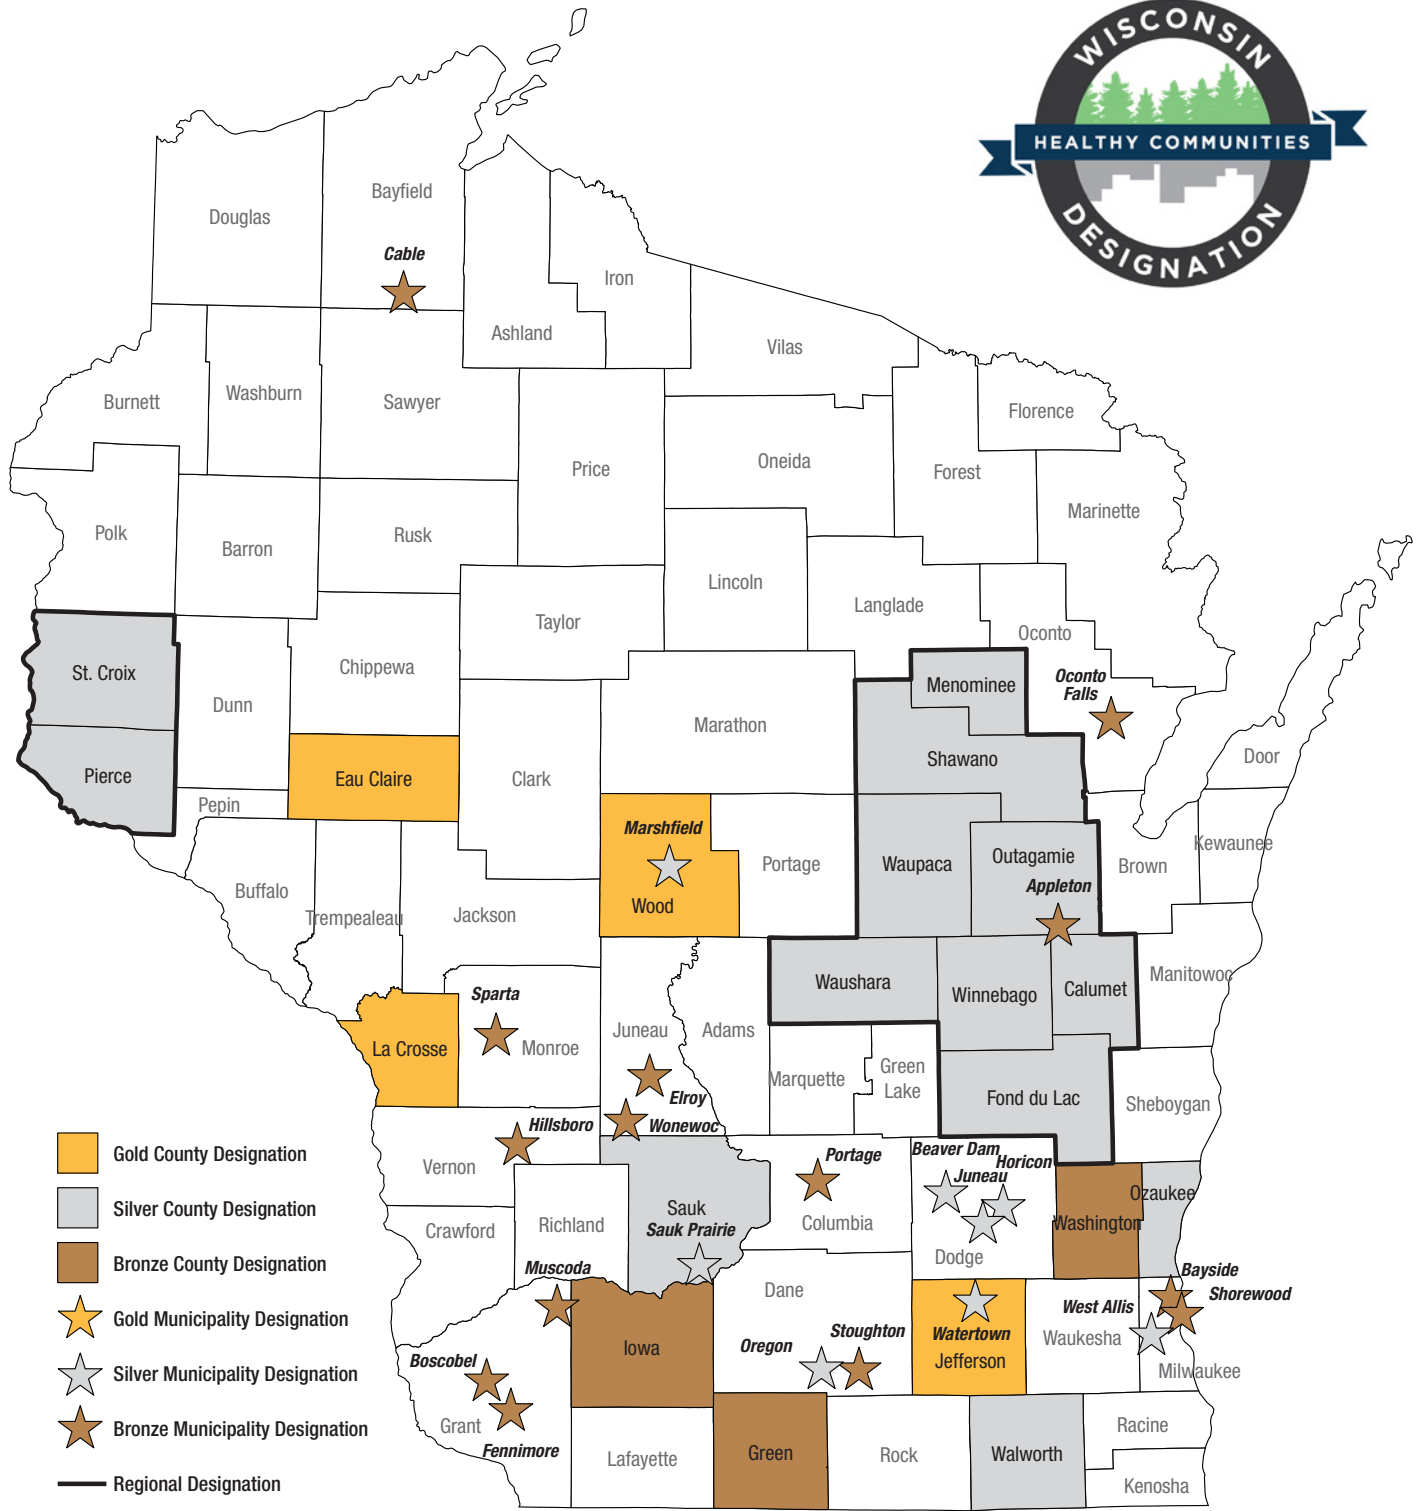 WISCONSIN
HEALTHY COMMUNITIES
DESIGNATION
Douglas
Bayfield
Cable
Iron
Ashland
Vilas
Burnett
Washburn
Sawyer
Florence
Price
Oneida
Forest
Marinette
Polk
Barron
Rusk
Lincoln
Langlade
Taylor
Oconto
St. Croix
Chippewa
Dunn
Menominee
Oconto
Falls
Marathon
Shawano
Door
Pierce
Eau Claire
Clark
Pepin
Marshfield
Wood
Portage
Waupaca
Outagamie
Appleton
Brown
Kewaunee
Buffalo
Trempealeau
Jackson
Waushara
Winnebago
Calumet
Manitowoc
Sparta
Monroe
La Crosse
Juneau
Adams
Marquette
Green
Lake
Fond du Lac
Sheboygan
Elroy
Wonewoc
Hillsboro
Vernon
Portage
Columbia
Beaver Dam
Horicon
Juneau
Dodge
Washington
Ozaukee
Crawford
Richland
Sauk
Sauk Prairie
Muscoda
Dane
Bayside
Shorewood
West Allis
Waukesha
Milwaukee
Watertown
Jefferson
Iowa
Oregon
Stoughton
Boscobel
Grant
Fennimore
Lafayette
Green
Rock
Walworth
Racine
Kenosha
Gold County Designation
Silver County Designation
Bronze County Designation
Gold Municipality Designation
Silver Municipality Designation
Bronze Municipality Designation
Regional Designation